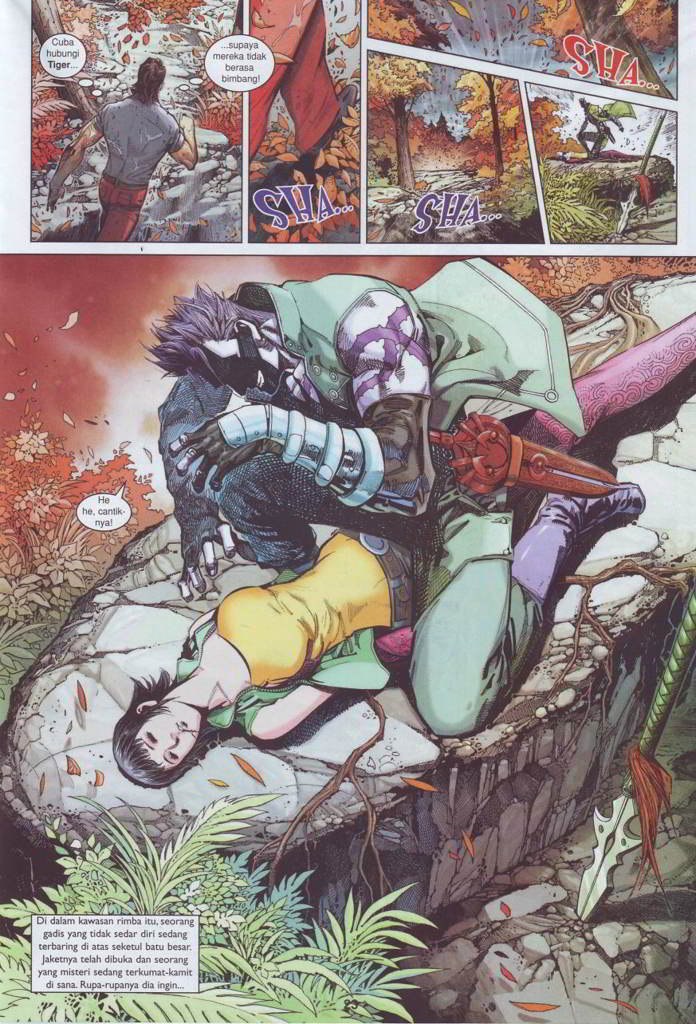 Cuba
hubungi
Tiger...
...supaya
mereka tidak
berasa
bimbang!
SHA...
SHA...
SHA...
He
he, cantik-
nya!
Di dalam kawasan rimba itu, seorang
gadis yang tidak sedar diri sedang
terbaring di atas seketul batu besar.
Jaketnya telah dibuka dan seorang
yang misteri sedang terkumat-kamit
di sana. Rupa-rupanya dia ingin...